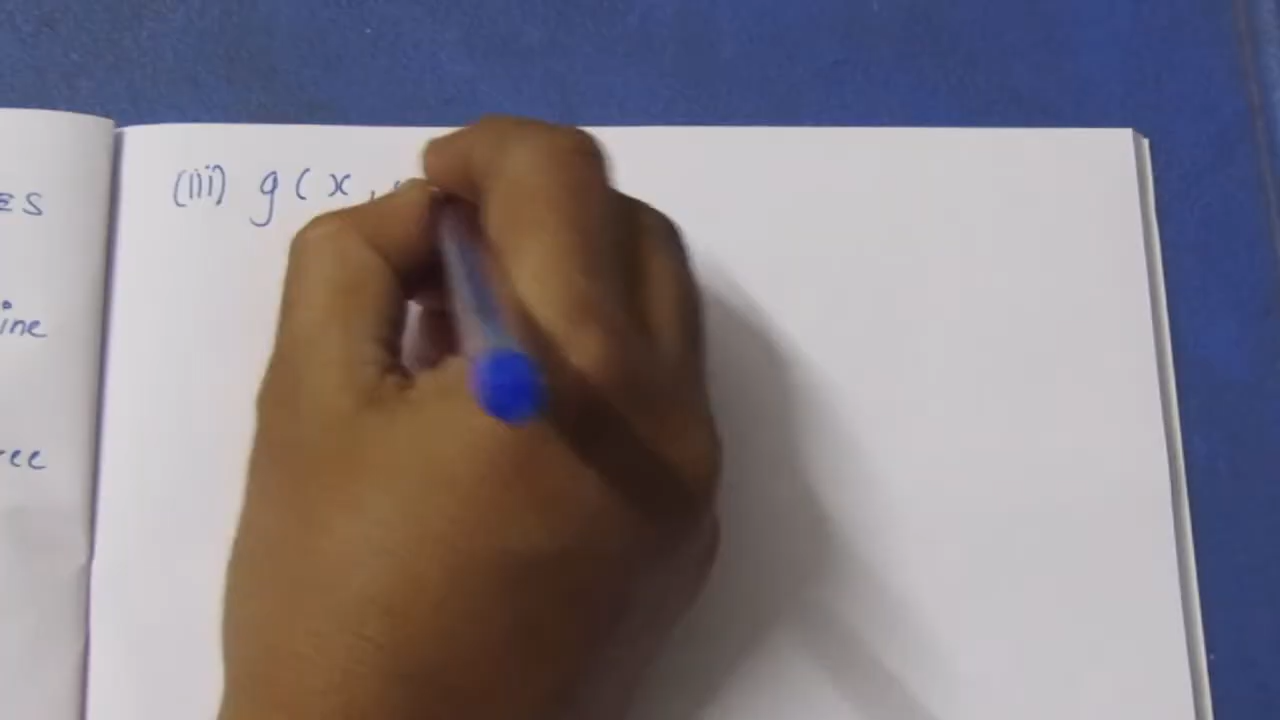 ES
ine
ree
(iii) g ( x ,